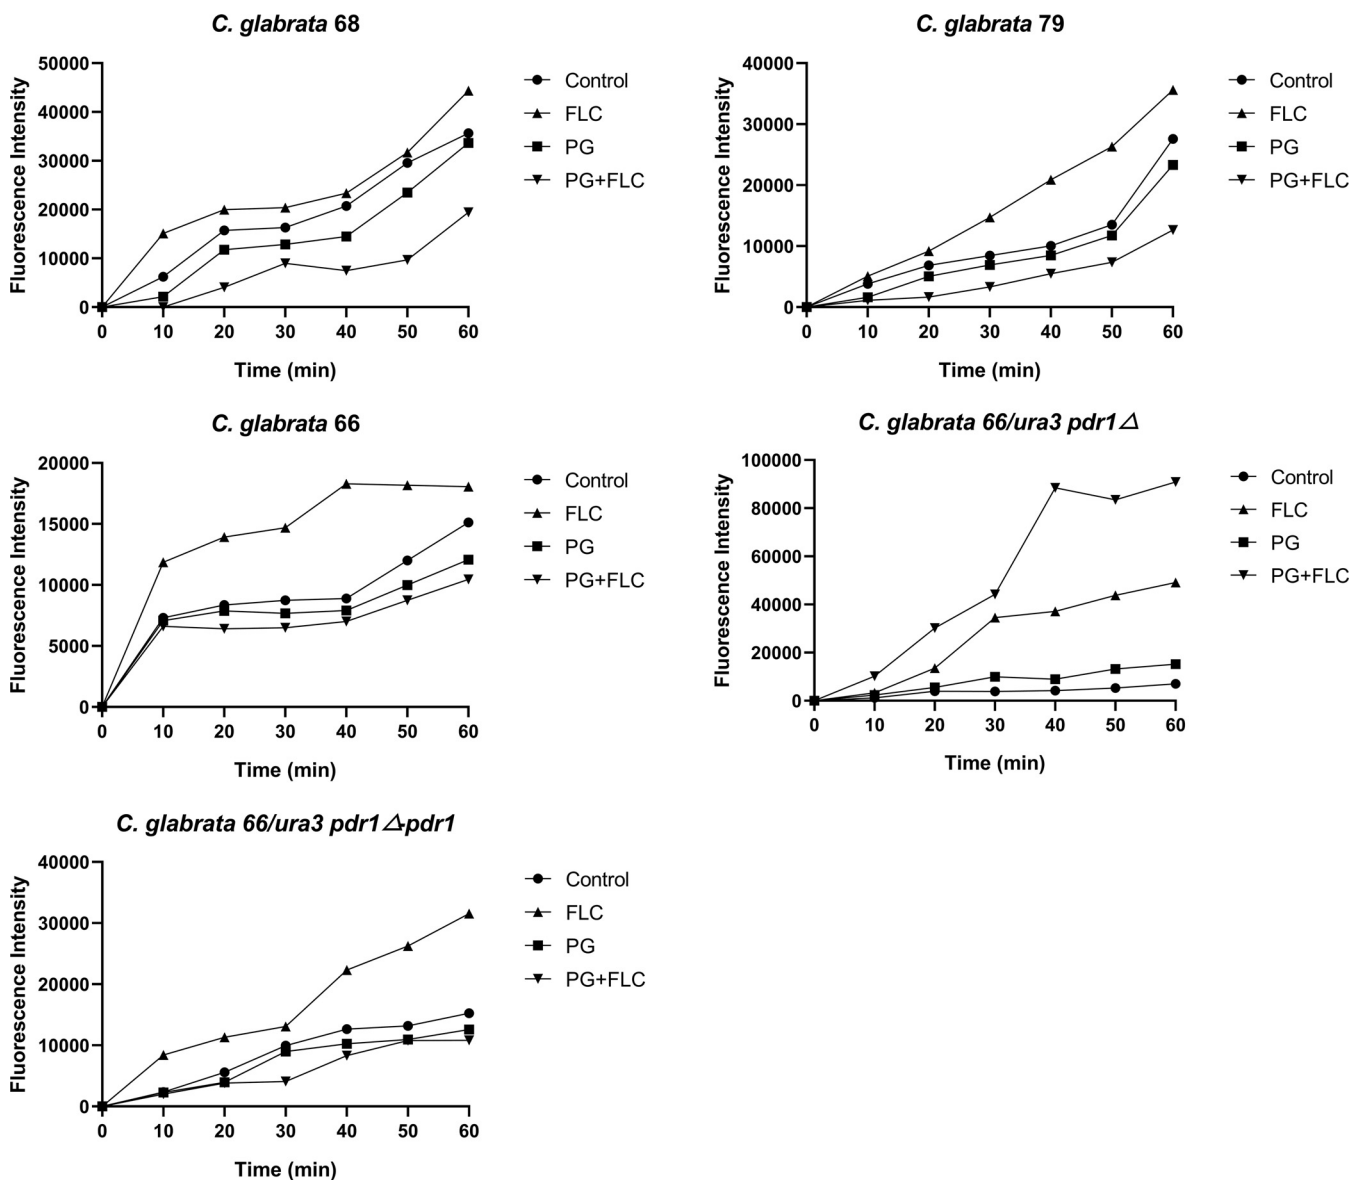 C. glabrata 68
Fluorescence Intensity
50000
40000
30000
20000
10000
0
0 10 20 30 40 50 60
Time (min)
Control
FLC
PG
PG+FLC
C. glabrata 79
Fluorescence Intensity
40000
30000
20000
10000
0
0 10 20 30 40 50 60
Time (min)
Control
FLC
PG
PG+FLC
C. glabrata 66
Fluorescence Intensity
20000
15000
10000
5000
0
0 10 20 30 40 50 60
Time (min)
Control
FLC
PG
PG+FLC
C. glabrata 66/ura3 pdr1△
Fluorescence Intensity
100000
80000
60000
40000
20000
0
0 10 20 30 40 50 60
Time (min)
Control
FLC
PG
PG+FLC
C. glabrata 66/ura3 pdr1△-pdr1
Fluorescence Intensity
40000
30000
20000
10000
0
0 10 20 30 40 50 60
Time (min)
Control
FLC
PG
PG+FLC